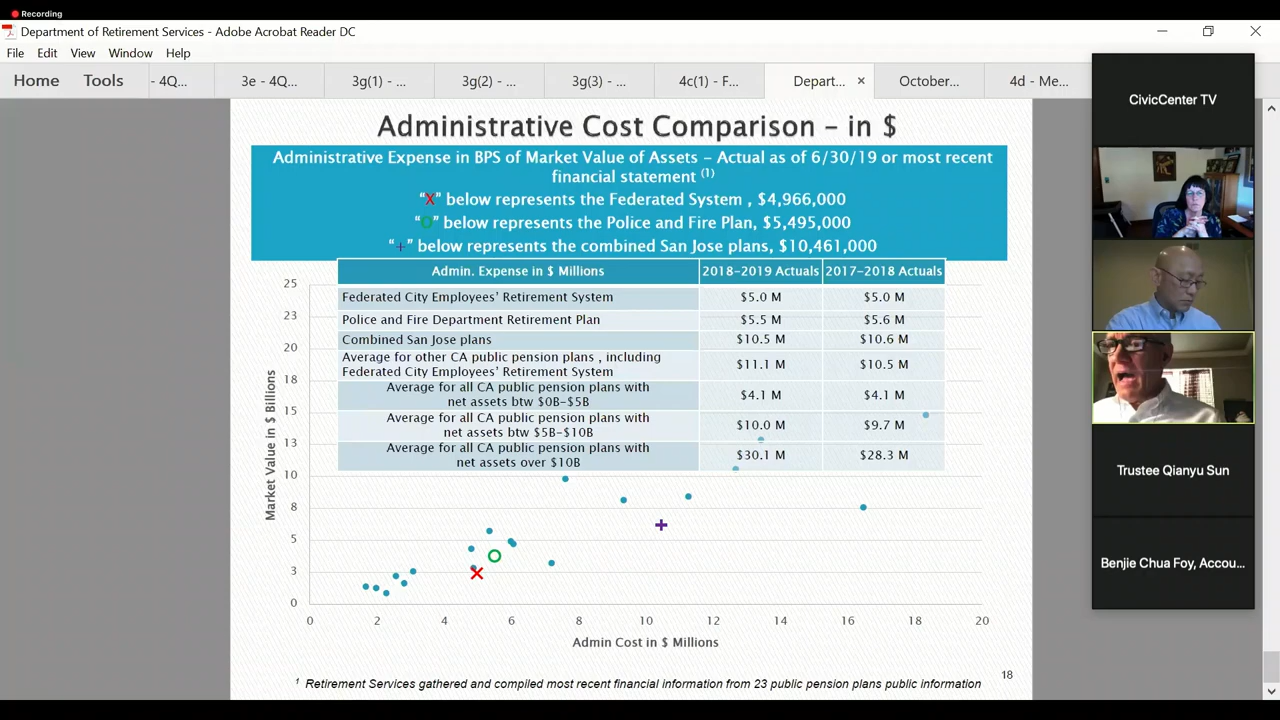 Recording
Department of Retirement Services - Adobe Acrobat Reader DC
File Edit View Window Help
Home Tools - 4Q... 3e - 4Q... 3g(1) - ... 3g(2) - ... 3g(3) - ... 4c(1) - F... Depart... × October... 4d - Me...
Administrative Cost Comparison – in $
Administrative Expense in BPS of Market Value of Assets – Actual as of 6/30/19 or most recent
financial statement (1)
“X” below represents the Federated System , $4,966,000
“O” below represents the Police and Fire Plan, $5,495,000
“+” below represents the combined San Jose plans, $10,461,000
Admin. Expense in $ Millions 2018-2019 Actuals 2017-2018 Actuals
Federated City Employees’ Retirement System $5.0 M $5.0 M
Police and Fire Department Retirement Plan $5.5 M $5.6 M
Combined San Jose plans $10.5 M $10.6 M
Average for other CA public pension plans , including
Federated City Employees’ Retirement System $11.1 M $10.5 M
Average for all CA public pension plans with
net assets btw $0B-$5B $4.1 M $4.1 M
Average for all CA public pension plans with
net assets btw $5B-$10B $10.0 M $9.7 M
Average for all CA public pension plans with
net assets over $10B $30.1 M $28.3 M
Market Value in $ Billions
25
23
20
18
15
13
10
8
5
3
0
0 2 4 6 8 10 12 14 16 18 20
Admin Cost in $ Millions
1 Retirement Services gathered and compiled most recent financial information from 23 public pension plans public information
18
CivicCenter TV
Trustee Qianyu Sun
Benjie Chua Foy, Accou...